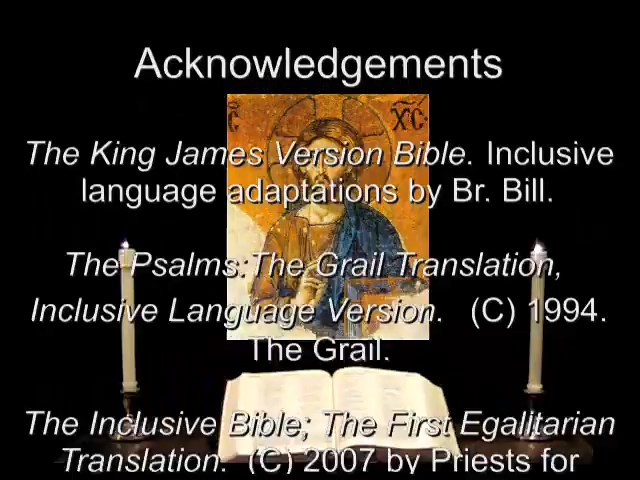 Acknowledgements
The King James Version Bible. Inclusive
language adaptations by Br. Bill.
The Psalms:The Grail Translation,
Inclusive Language Version. (C) 1994.
The Grail.
The Inclusive Bible; The First Egalitarian
Translation. (C) 2007 by Priests for
C
XC